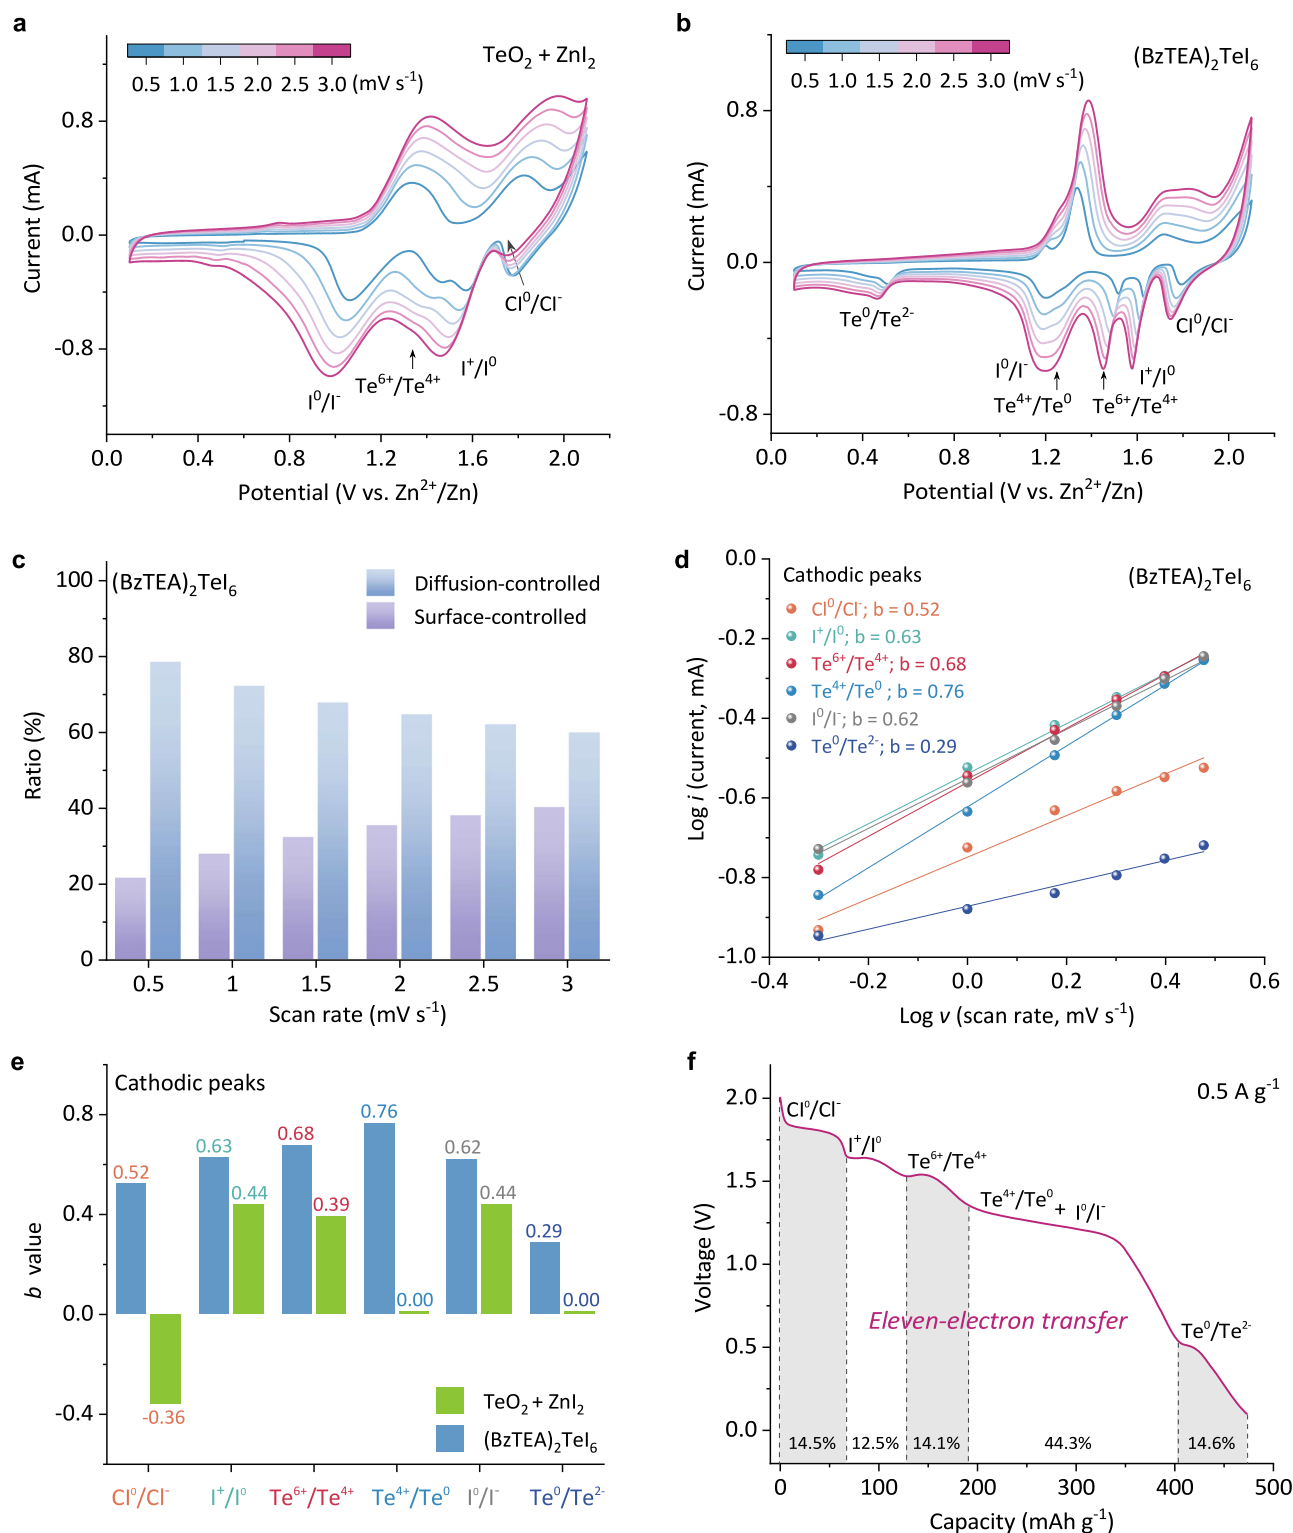 a
TeO₂ + ZnI₂
0.5 1.0 1.5 2.0 2.5 3.0 (mV s⁻¹)
0.8
0.0
-0.8
Current (mA)
Cl⁰/Cl⁻
I⁺/I⁰
Te⁶⁺/Te⁴⁺
I⁰/I⁻
0.0 0.4 0.8 1.2 1.6 2.0
Potential (V vs. Zn²⁺/Zn)
b
(BzTEA)₂TeI₆
0.5 1.0 1.5 2.0 2.5 3.0 (mV s⁻¹)
0.8
0.0
-0.8
Current (mA)
Te⁰/Te²⁻
Cl⁰/Cl⁻
I⁰/I⁻
I⁺/I⁰
Te⁴⁺/Te⁰
Te⁶⁺/Te⁴⁺
0.0 0.4 0.8 1.2 1.6 2.0
Potential (V vs. Zn²⁺/Zn)
c
(BzTEA)₂TeI₆
Diffusion-controlled
Surface-controlled
100
80
60
40
20
0
Ratio (%)
0.5 1 1.5 2 2.5 3
Scan rate (mV s⁻¹)
d
Cathodic peaks
(BzTEA)₂TeI₆
Cl⁰/Cl⁻; b = 0.52
I⁺/I⁰; b = 0.63
Te⁶⁺/Te⁴⁺; b = 0.68
Te⁴⁺/Te⁰ ; b = 0.76
I⁰/I⁻; b = 0.62
Te⁰/Te²⁻; b = 0.29
0.0
-0.2
-0.4
-0.6
-0.8
-1.0
Log i (current, mA)
-0.4 -0.2 0.0 0.2 0.4 0.6
Log v (scan rate, mV s⁻¹)
e
Cathodic peaks
0.8
0.4
0.0
-0.4
b value
0.52
-0.36
0.63
0.44
0.68
0.39
0.76
0.00
0.62
0.44
0.29
0.00
TeO₂ + ZnI₂
(BzTEA)₂TeI₆
Cl⁰/Cl⁻ I⁺/I⁰ Te⁶⁺/Te⁴⁺ Te⁴⁺/Te⁰ I⁰/I⁻ Te⁰/Te²⁻
f
0.5 A g⁻¹
2.0
1.5
1.0
0.5
0.0
Voltage (V)
Cl⁰/Cl⁻
I⁺/I⁰
Te⁶⁺/Te⁴⁺
Te⁴⁺/Te⁰ + I⁰/I⁻
Eleven-electron transfer
Te⁰/Te²⁻
14.5% 12.5% 14.1% 44.3% 14.6%
0 100 200 300 400 500
Capacity (mAh g⁻¹)